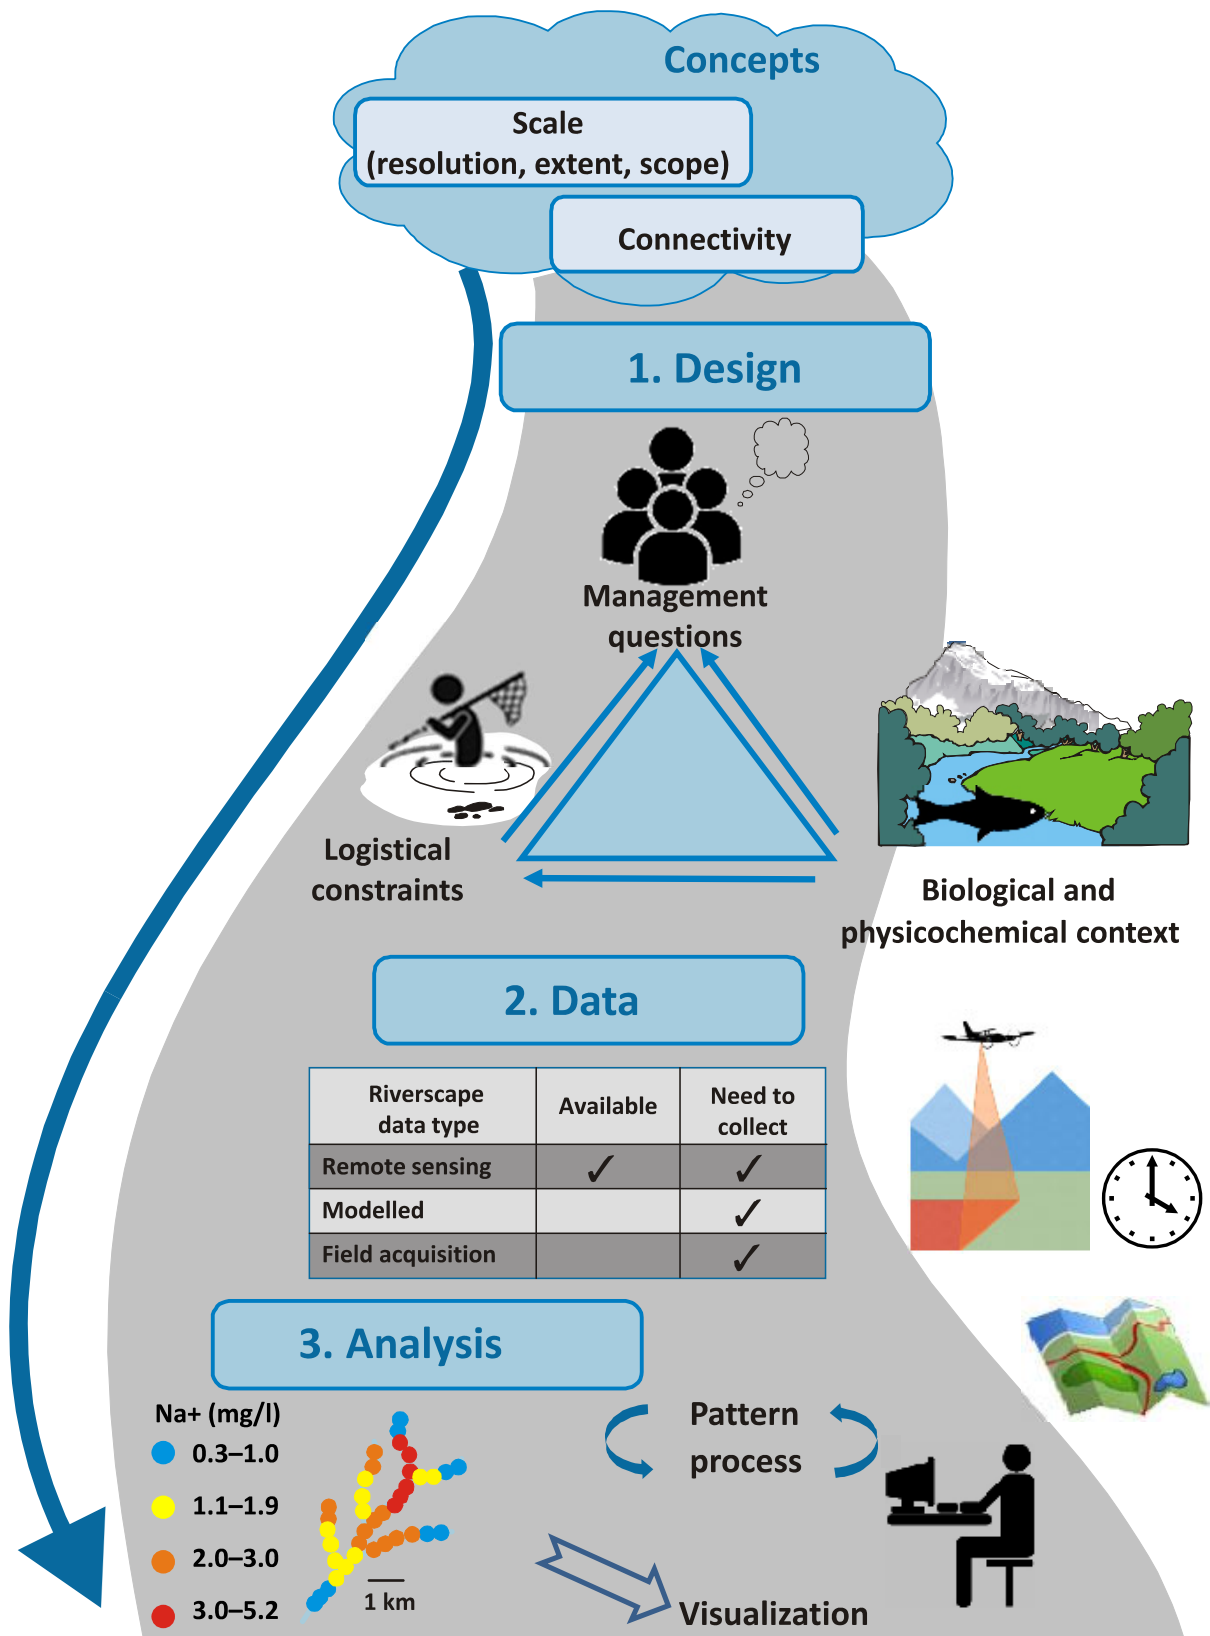 Concepts
Scale
(resolution, extent, scope)
Connectivity
1. Design
Management
questions
Logistical
constraints
Biological and
physicochemical context
2. Data
Riverscape
data type
Available
Need to
collect
Remote sensing ✓ ✓
Modelled ✓
Field acquisition ✓
3. Analysis
Na+ (mg/l)
0.3–1.0
1.1–1.9
2.0–3.0
3.0–5.2
1 km
Pattern
process
Visualization